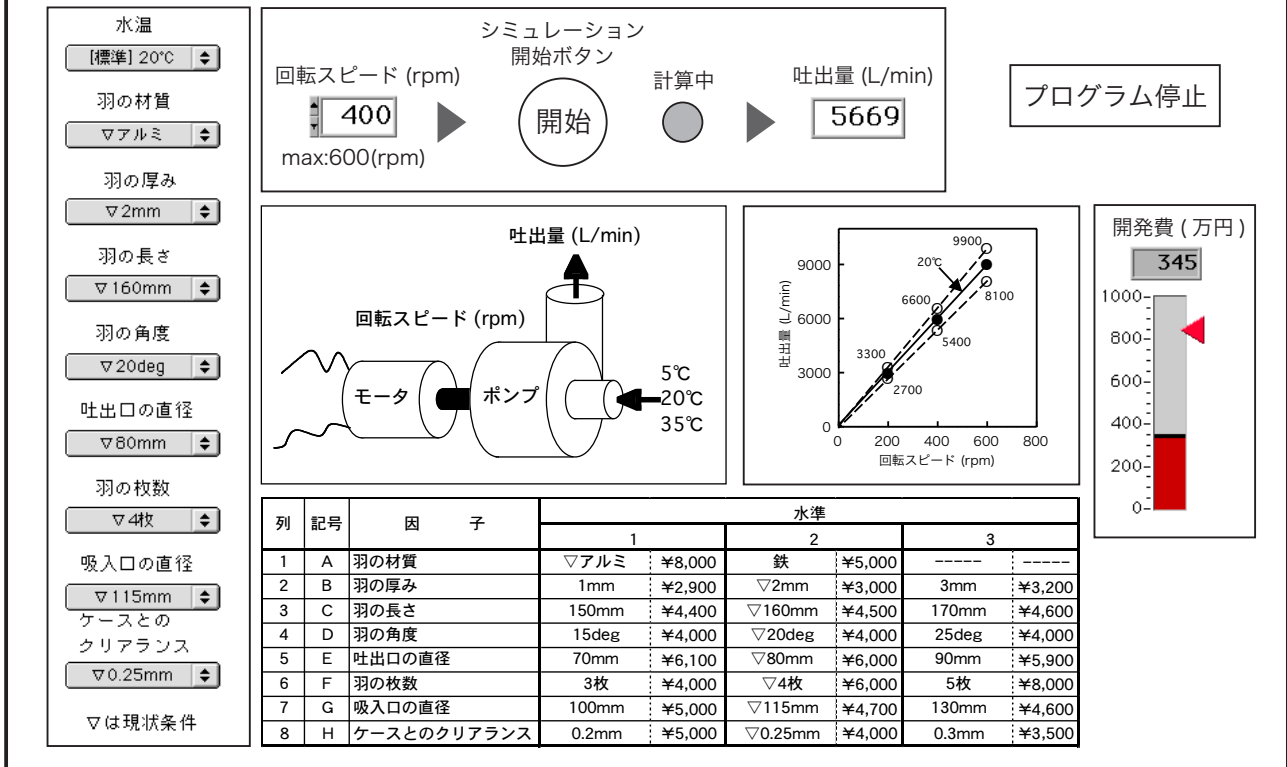 水温
[標準] 20℃
羽の材質
▽アルミ
羽の厚み
▽2mm
羽の長さ
▽160mm
羽の角度
▽20deg
吐出口の直径
▽80mm
羽の枚数
▽4枚
吸入口の直径
▽115mm
ケースとの
クリアランス
▽0.25mm
▽は現状条件
シミュレーション
開始ボタン
回転スピード (rpm)
400
max:600(rpm)
開始
計算中
吐出量 (L/min)
5669
プログラム停止
吐出量 (L/min)
回転スピード (rpm)
モータ
ポンプ
5℃
20℃
35℃
吐出量 (L/min)
9000
6000
3000
0
0 200 400 600 800
回転スピード (rpm)
9900
20℃
8100
6600
5400
3300
2700
開発費 ( 万円 )
345
1000
800
600
400
200
0
列 記号 因 子 水準
1 2 3
1 A 羽の材質 ▽アルミ ¥8,000 鉄 ¥5,000 ----- -----
2 B 羽の厚み 1mm ¥2,900 ▽2mm ¥3,000 3mm ¥3,200
3 C 羽の長さ 150mm ¥4,400 ▽160mm ¥4,500 170mm ¥4,600
4 D 羽の角度 15deg ¥4,000 ▽20deg ¥4,000 25deg ¥4,000
5 E 吐出口の直径 70mm ¥6,100 ▽80mm ¥6,000 90mm ¥5,900
6 F 羽の枚数 3枚 ¥4,000 ▽4枚 ¥6,000 5枚 ¥8,000
7 G 吸入口の直径 100mm ¥5,000 ▽115mm ¥4,700 130mm ¥4,600
8 H ケースとのクリアランス 0.2mm ¥5,000 ▽0.25mm ¥4,000 0.3mm ¥3,500